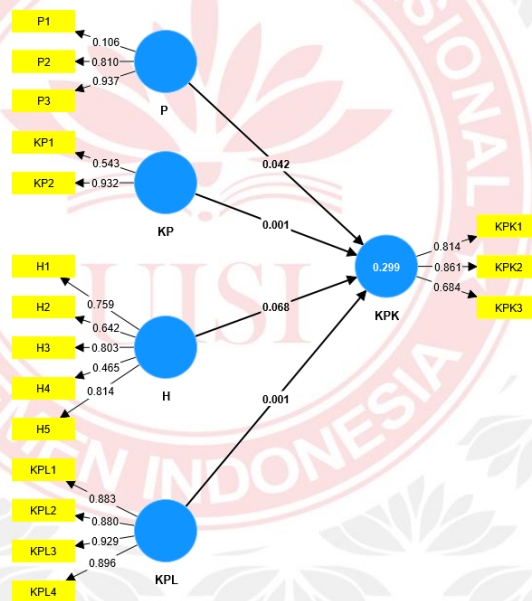 P1
0.106
P2
0.810
P3
0.937
P
0.042
KP1
0.543
KP2
0.932
KP
0.001
KPK1
0.814
0.299
0.861
KPK2
0.684
KPK3
KPK
H1
0.759
H2
0.642
H3
0.803
0.068
H4
0.465
H
0.814
H5
0.001
KPL1
0.883
KPL2
0.880
KPL3
0.929
KPL4
0.896
KPL
UISI
SIONAL
MEN INDONESIA